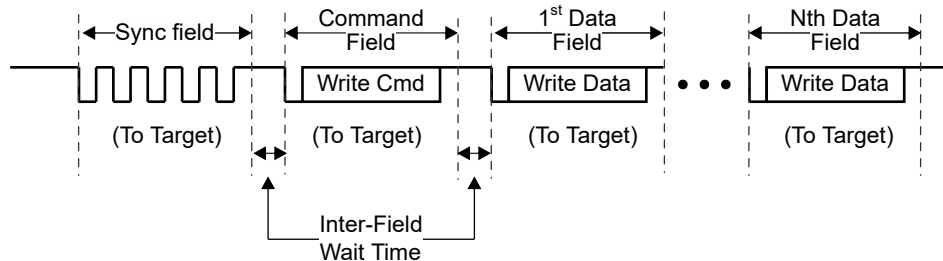 Sync field
Command
Field
1st Data
Field
Nth Data
Field
Write Cmd
Write Data
Write Data
(To Target)
(To Target)
(To Target)
(To Target)
Inter-Field
Wait Time